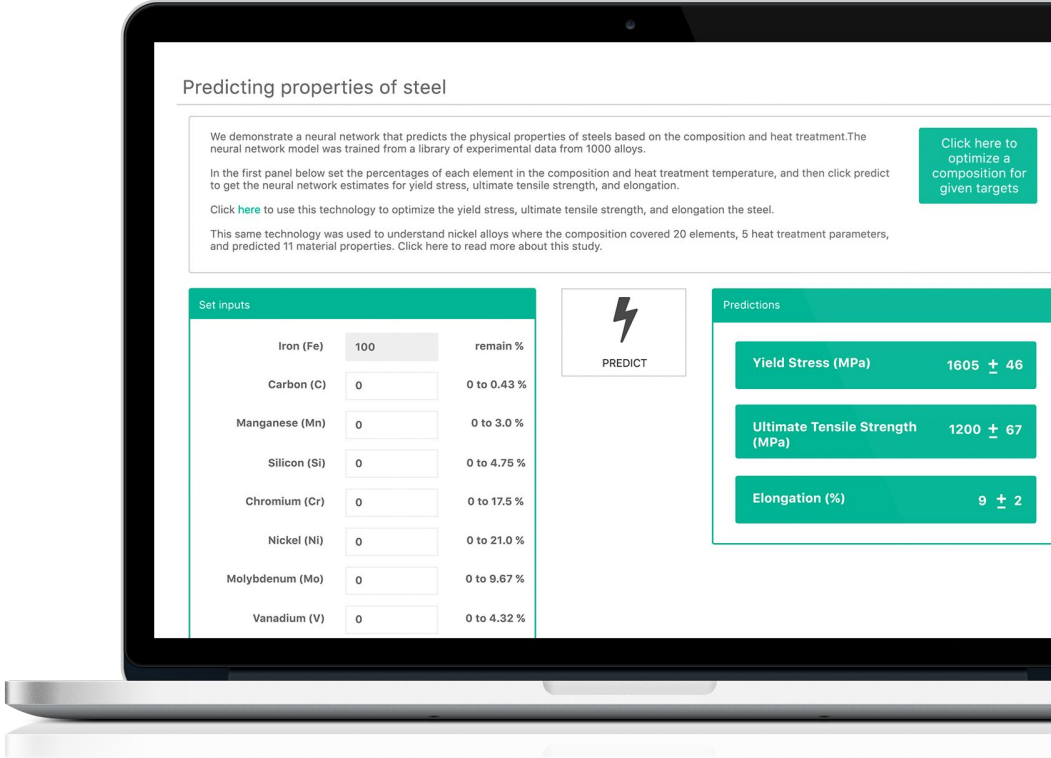 Predicting properties of steel
We demonstrate a neural network that predicts the physical properties of steels based on the composition and heat treatment.The
neural network model was trained from a library of experimental data from 1000 alloys.
In the first panel below set the percentages of each element in the composition and heat treatment temperature, and then click predict
to get the neural network estimates for yield stress, ultimate tensile strength, and elongation.
Click here to use this technology to optimize the yield stress, ultimate tensile strength, and elongation the steel.
This same technology was used to understand nickel alloys where the composition covered 20 elements, 5 heat treatment parameters,
and predicted 11 material properties. Click here to read more about this study.
Click here to
optimize a
composition for
given targets
Set inputs
Iron (Fe) 100 remain %
Carbon (C) 0 0 to 0.43 %
Manganese (Mn) 0 0 to 3.0 %
Silicon (Si) 0 0 to 4.75 %
Chromium (Cr) 0 0 to 17.5 %
Nickel (Ni) 0 0 to 21.0 %
Molybdenum (Mo) 0 0 to 9.67 %
Vanadium (V) 0 0 to 4.32 %
PREDICT
Predictions
Yield Stress (MPa) 1605 ± 46
Ultimate Tensile Strength
(MPa) 1200 ± 67
Elongation (%) 9 ± 2